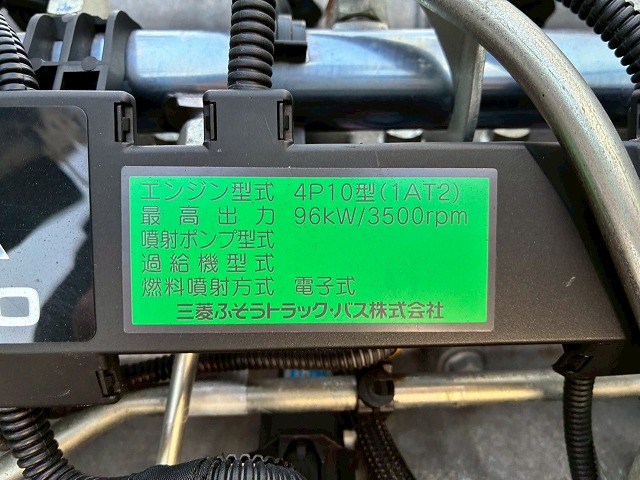 エンジン型式 4P10型(1AT2)
最高出力 96kW/3500rpm
噴射ポンプ型式
過給機型式
燃料噴射方式 電子式
三菱ふそうトラック・バス株式会社